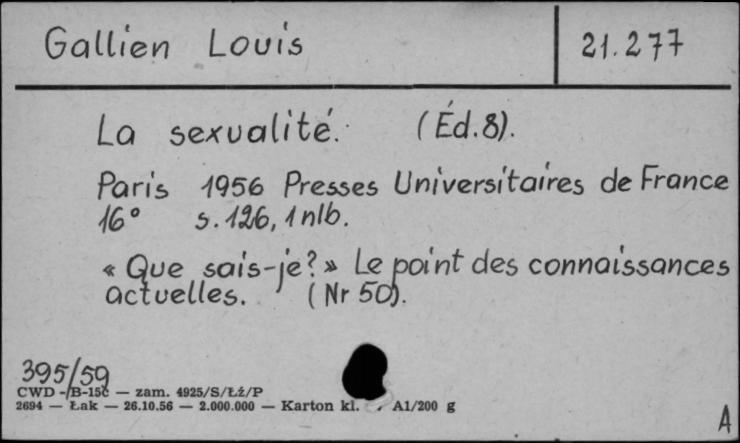 Gallien Louis
21.277
La sexualité. (Éd.8).
Paris 1956 Presses Universitaires de France
16° s. 126, 1 nlb.
« Que sais-je? » Le point des connaissances
actuelles. (Nr 50).
395/59
CWD - B-15c — zam. 4925/S/Łź/P
2694 — Łak — 26.10.56 — 2.000.000 — Karton kl. A1/200 g
A